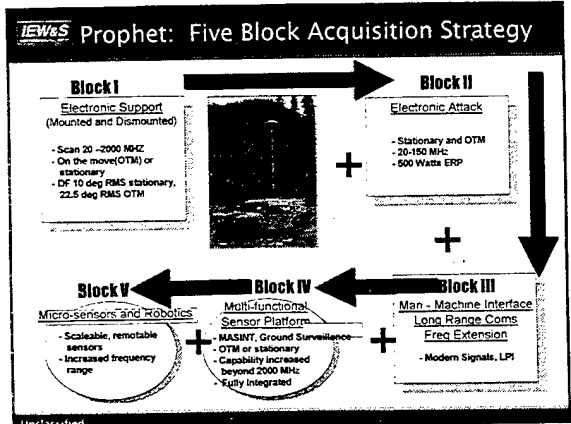 IEW&S Prophet: Five Block Acquisition Strategy
Block I
Electronic Support
(Mounted and Dismounted)
- Scan 20 –2000 MHZ
- On the move(OTM) or
stationary
- DF 10 deg RMS stationary,
22.5 deg RMS OTM
Block II
Electronic Attack
- Stationary and OTM
- 20-150 MHz
- 500 Watts ERP
Block III
Man - Machine Interface
Long Range Coms
Freq Extension
- Modern Signals, LPI
Block IV
Multi-functional
Sensor Platform
- MASINT, Ground Surveillance
- OTM or stationary
- Capability increased
beyond 2000 MHz
- Fully Integrated
Block V
Micro-sensors and Robotics
- Scaleable, remotable
sensors
- Increased frequency
range
Unclassified